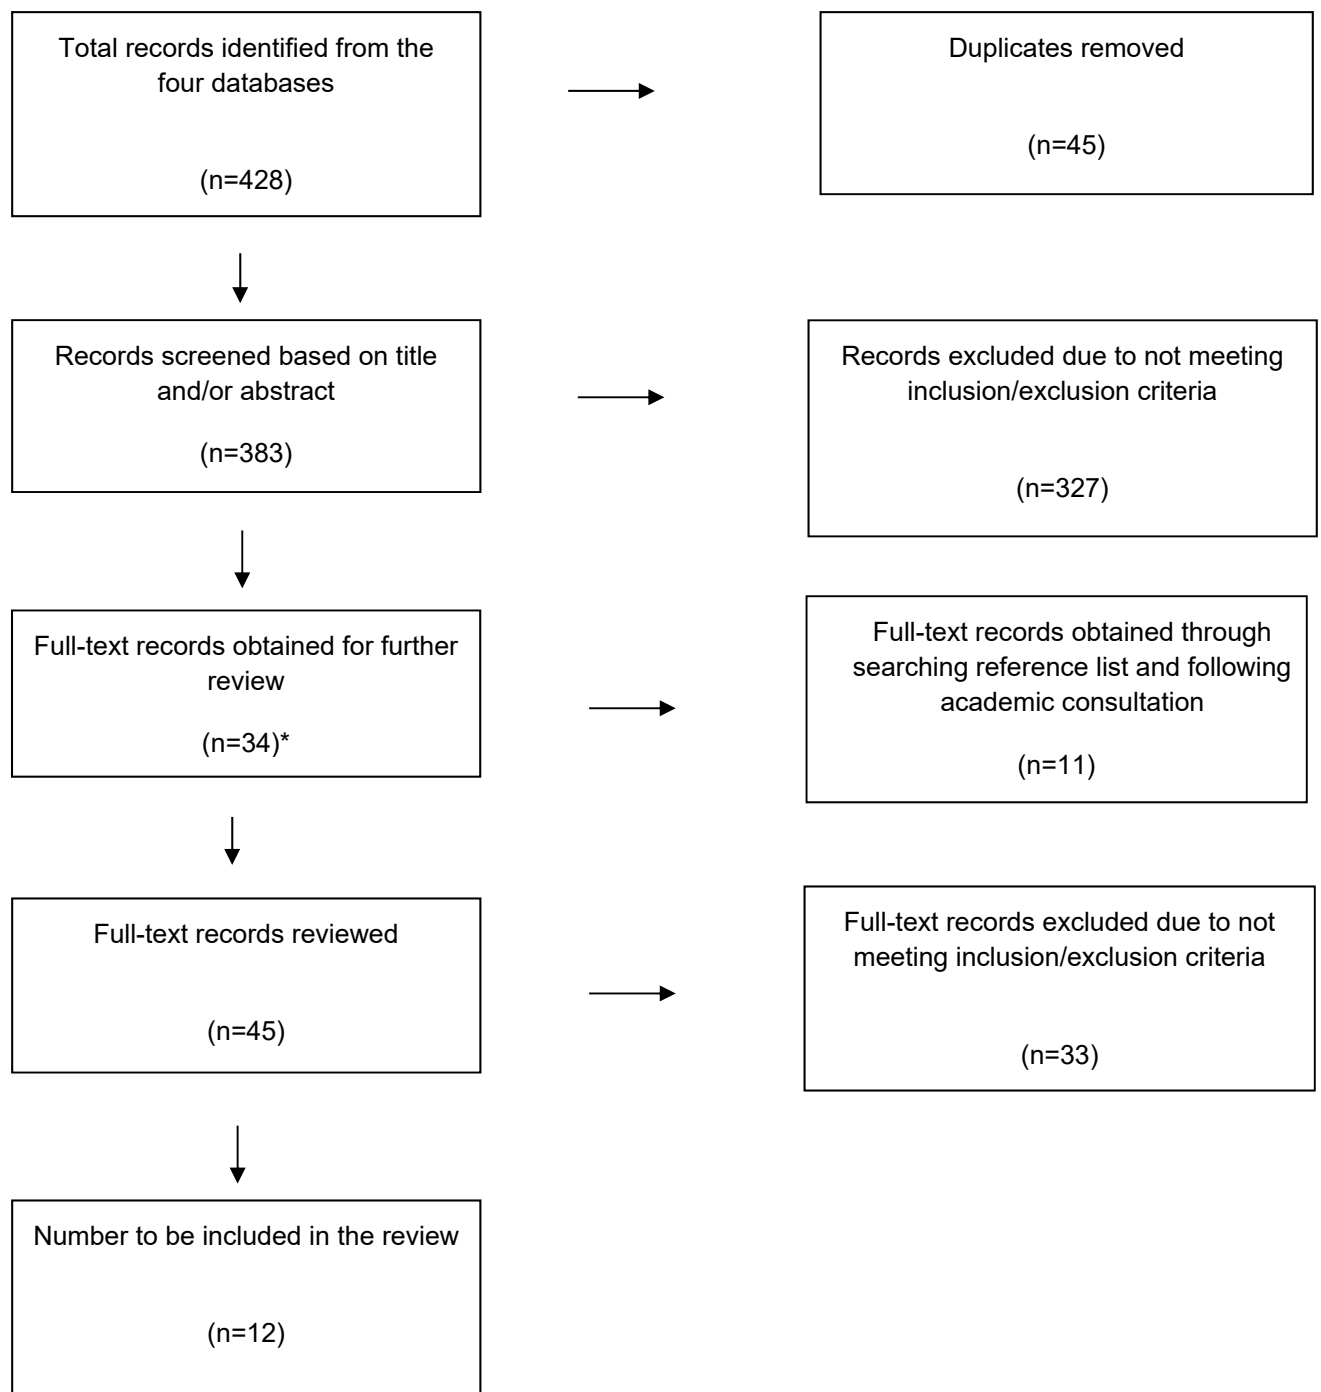 Total records identified from the
four databases
(n=428)
Duplicates removed
(n=45)
Records screened based on title
and/or abstract
(n=383)
Records excluded due to not meeting
inclusion/exclusion criteria
(n=327)
Full-text records obtained for further
review
(n=34)*
Full-text records obtained through
searching reference list and following
academic consultation
(n=11)
Full-text records reviewed
(n=45)
Full-text records excluded due to not
meeting inclusion/exclusion criteria
(n=33)
Number to be included in the review
(n=12)